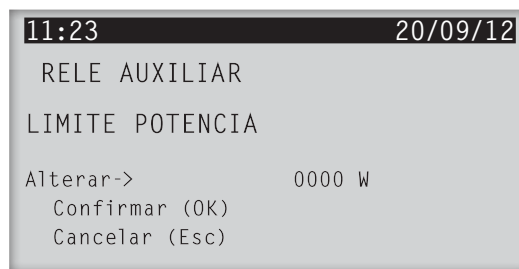 11:23 20/09/12
RELE AUXILIAR
LIMITE POTENCIA
Alterar-> 0000 W
Confirmar (OK)
Cancelar (Esc)